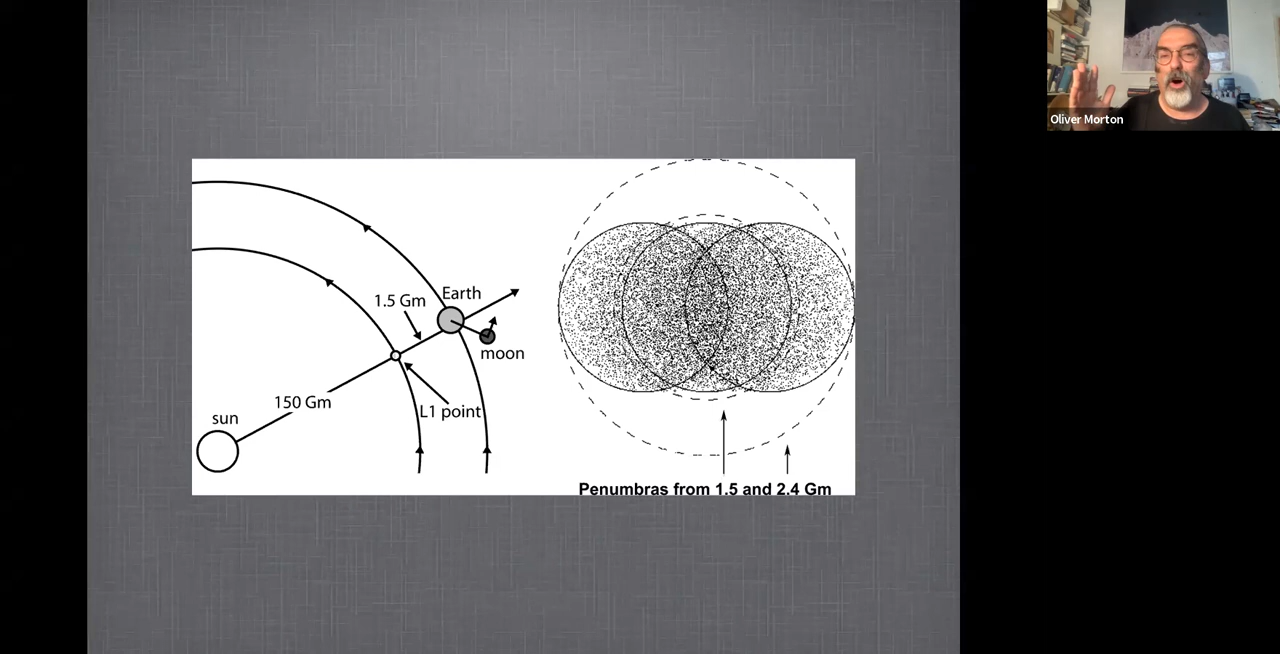 Oliver Morton
Earth
1.5 Gm
moon
150 Gm
L1 point
sun
Penumbras from 1.5 and 2.4 Gm